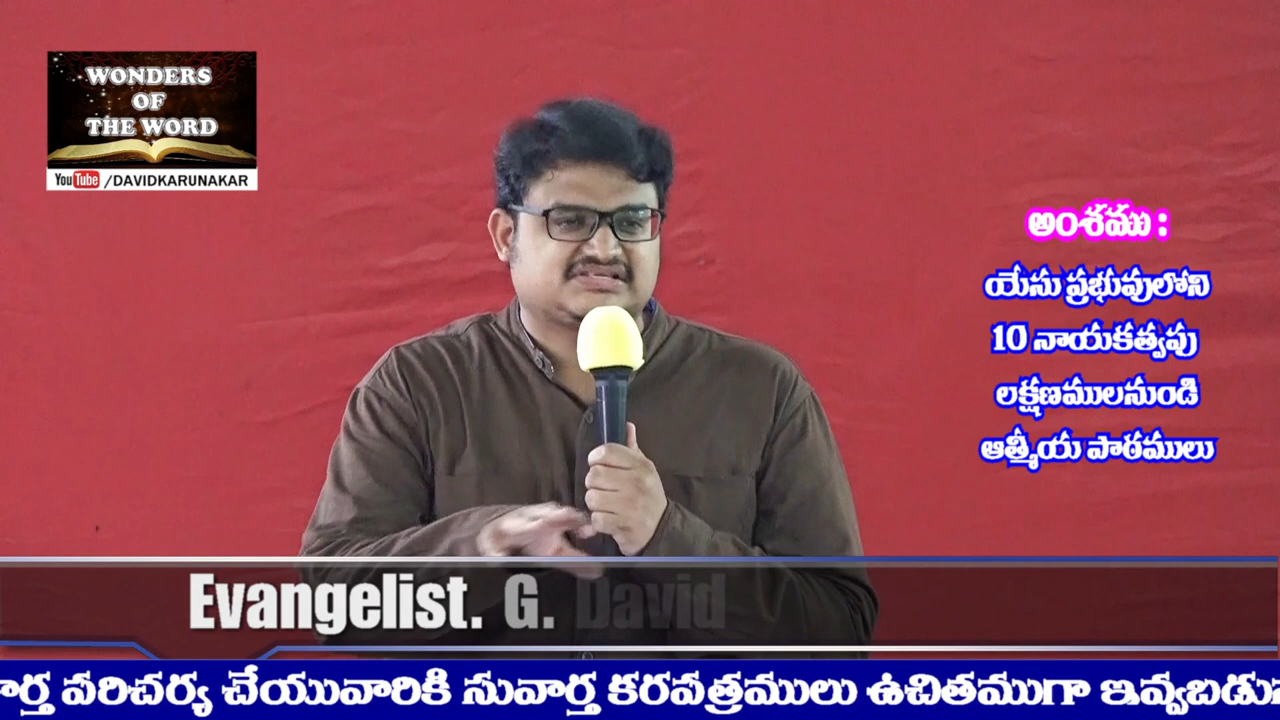 WONDERS
OF
THE WORD
YouTube /DAVIDKARUNAKAR
అంశము :
యేసు ప్రభువులోని
10 నాయకత్వపు
లక్షణములనుండి
ఆత్మీయ పాఠములు
Evangelist. G. David
పరిచర్య చేయువారికి సువార్త కరపత్రములు ఉచితముగా